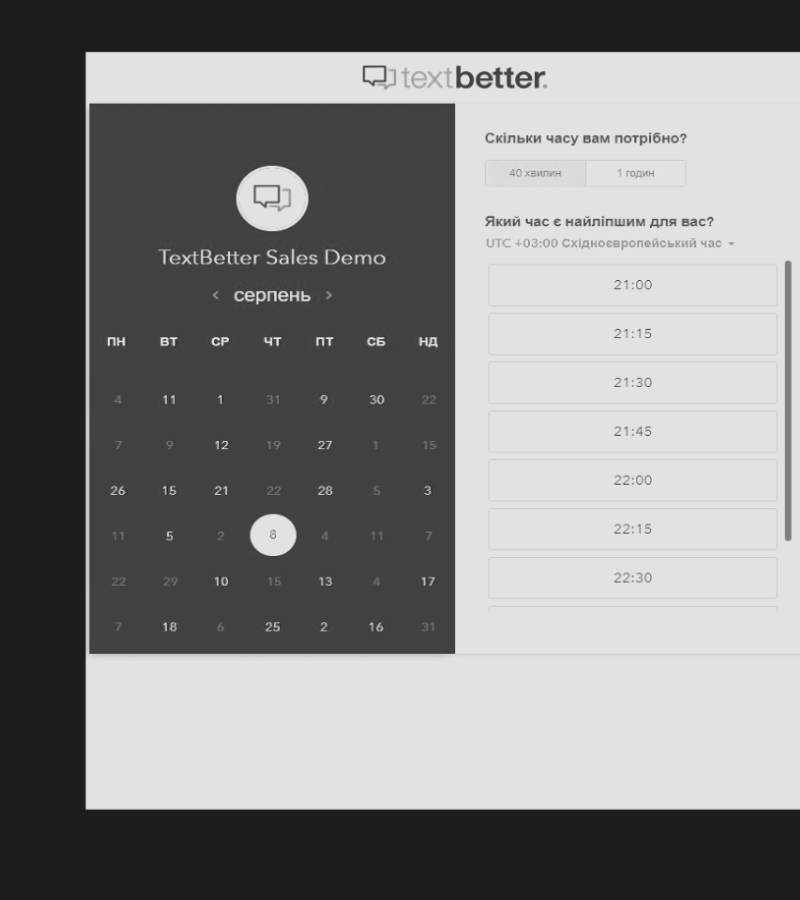 textbetter.
Скільки часу вам потрібно?
40 хвилин 1 годин
Який час є найліпшим для вас?
UTC +03:00 Східноєвропейський час
TextBetter Sales Demo
серпень
ПН ВТ СР ЧТ ПТ СБ НД
4 11 1 31 9 30 22
7 9 12 19 27 1 15
26 15 21 22 28 5 3
11 5 2 8 4 11 7
22 29 10 15 13 4 17
7 18 6 25 2 16 31
21:00
21:15
21:30
21:45
22:00
22:15
22:30